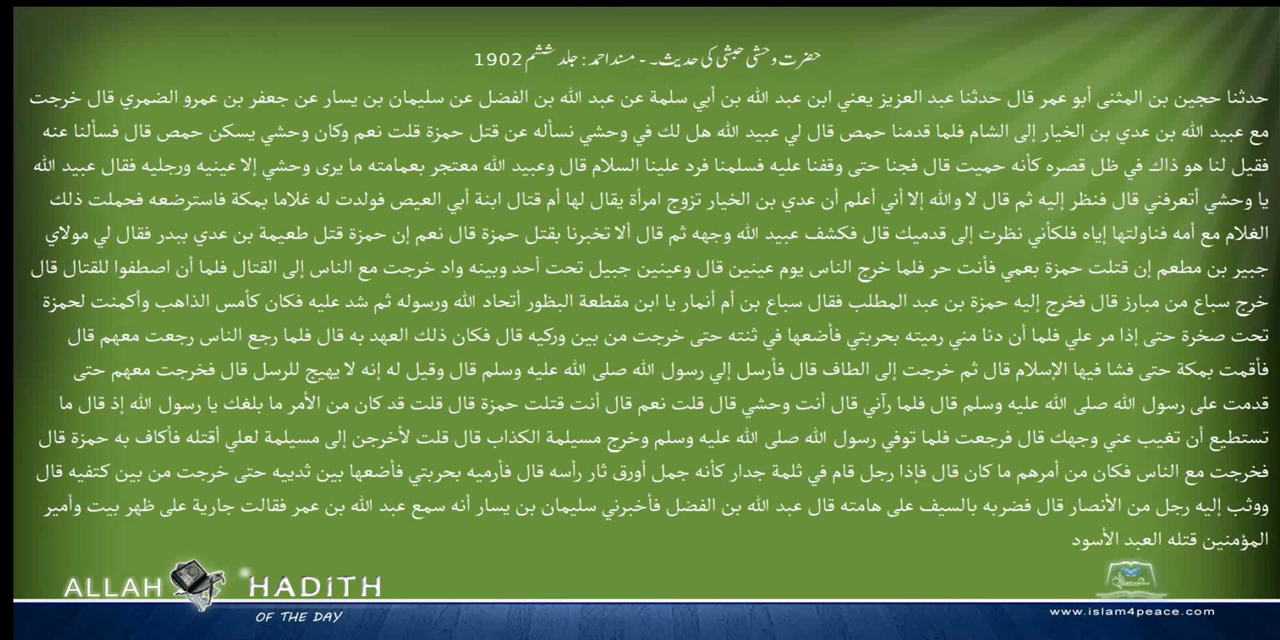 حضرت وحشی حبشی کی حدیث۔ - مسند احمد: جلد ششم 1902
حدثنا حجين بن المثنى أبو عمر قال حدثنا عبد العزيز يعني ابن عبد الله بن أبي سلمة عن عبد الله بن الفضل عن سليمان بن يسار عن جعفر بن عمرو الضمري قال خرجت
مع عبيد الله بن عدي بن الخيار إلى الشام فلما قدمنا حمص قال لي عبيد الله هل لك في وحشي نسأله عن قتل حمزة قلت نعم وكان وحشي يسكن حمص قال فسألنا عنه
فقيل لنا هو ذاك في ظل قصره كأنه حميت قال فجنا حتى وقفنا عليه فسلمنا فرد علينا السلام قال وعبيد الله معتجر بعمامته ما يرى وحشي إلا عينيه ورجليه فقال عبيد الله
يا وحشي أتعرفني قال فنظر إليه ثم قال لا والله إلا أني أعلم أن عدي بن الخيار تزوج امرأة يقال لها أم قتال ابنة أبي العيص فولدت له غلاما بمكة فاسترضعه فحملت ذلك
الغلام مع أمه فناولتها إياه فلكأني نظرت إلى قدميك قال فكشف عبيد الله وجهه ثم قال ألا تخبرنا بقتل حمزة قال نعم إن حمزة قتل طعيمة بن عدي ببدر فقال لي مولاي
جبير بن مطعم إن قتلت حمزة بعمي فأنت حر فلما خرج الناس يوم عينين قال وعينين جبيل تحت أحد وبينه واد خرجت مع الناس إلى القتال فلما أن اصطفوا للقتال قال
خرج سباع من مبارز قال فخرج إليه حمزة بن عبد المطلب فقال سباع بن أم أنمار يا ابن مقطعة البظور أتحاد الله ورسوله ثم شد عليه فكان كأمس الذاهب وأكمنت لحمزة
تحت صخرة حتى إذا مر علي فلما أن دنا مني رميته بحربتي فأضعها في ثنته حتى خرجت من بين وركيه قال فكان ذلك العهد به قال فلما رجع الناس رجعت معهم قال
فأقمت بمكة حتى فشا فيها الإسلام قال ثم خرجت إلى الطاف قال فأرسل إلي رسول الله صلى الله عليه وسلم قال وقيل له إنه لا يهيج للرسل قال فخرجت معهم حتى
قدمت على رسول الله صلى الله عليه وسلم قال فلما رآني قال أنت وحشي قال قلت نعم قال أنت قتلت حمزة قال قلت قد كان من الأمر ما بلغك يا رسول الله إذ قال ما
تستطيع أن تغيب عني وجهك قال فرجعت فلما توفي رسول الله صلى الله عليه وسلم وخرج مسيلمة الكذاب قال قلت لأخرجن إلى مسيلمة لعلي أقتله فأكاف به حمزة قال
فخرجت مع الناس فكان من أمرهم ما كان قال فإذا رجل قام في ثلمة جدار كأنه جمل أورق ثار رأسه قال فأرميه بحربتي فأضعها بين ثدييه حتى خرجت من بين كتفيه قال
ووثب إليه رجل من الأنصار قال فضربه بالسيف على هامته قال عبد الله بن الفضل فأخبرني سليمان بن يسار أنه سمع عبد الله بن عمر فقالت جارية على ظهر بيت وأمير
المؤمنين قتله العبد الأسود
ALLAH HADITH
OF THE DAY
www.islam4peace.com